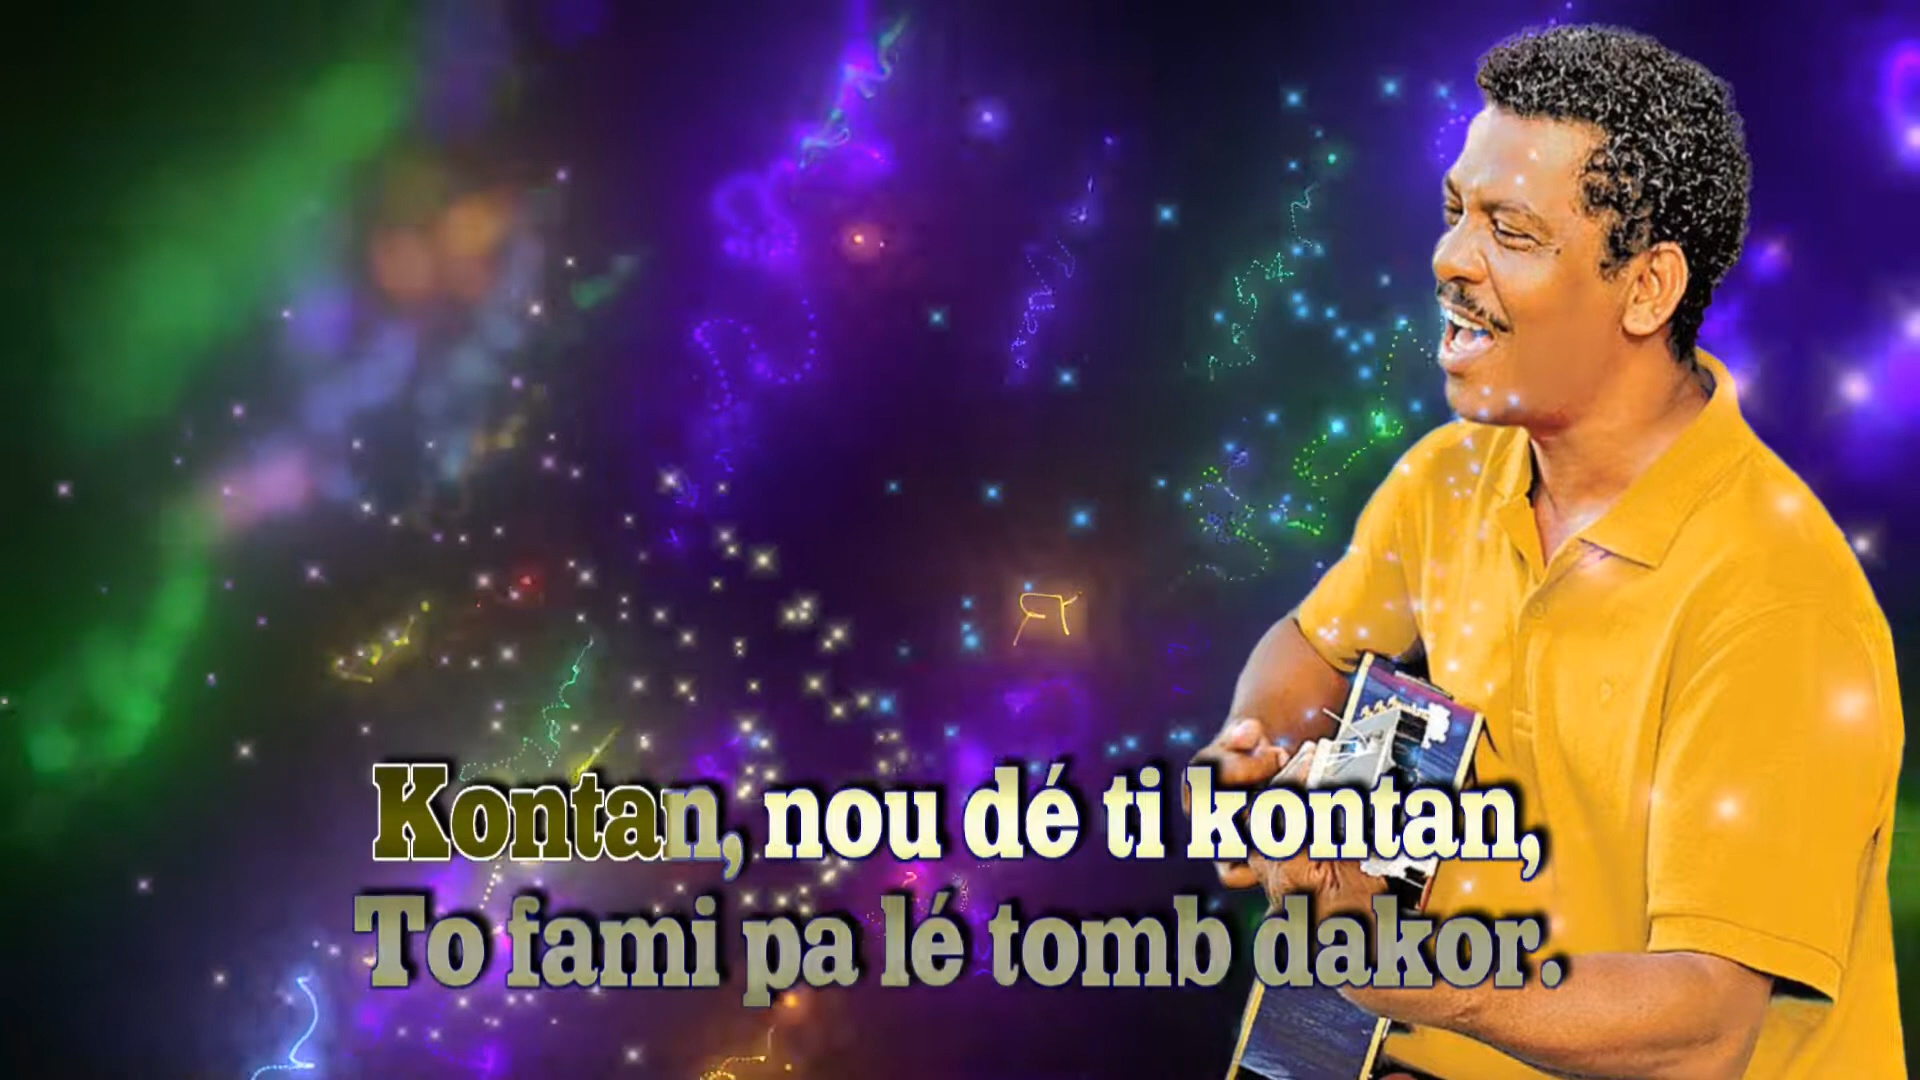 Kontan, nou dé ti kontan,
To fami pa lé tomb dakor.